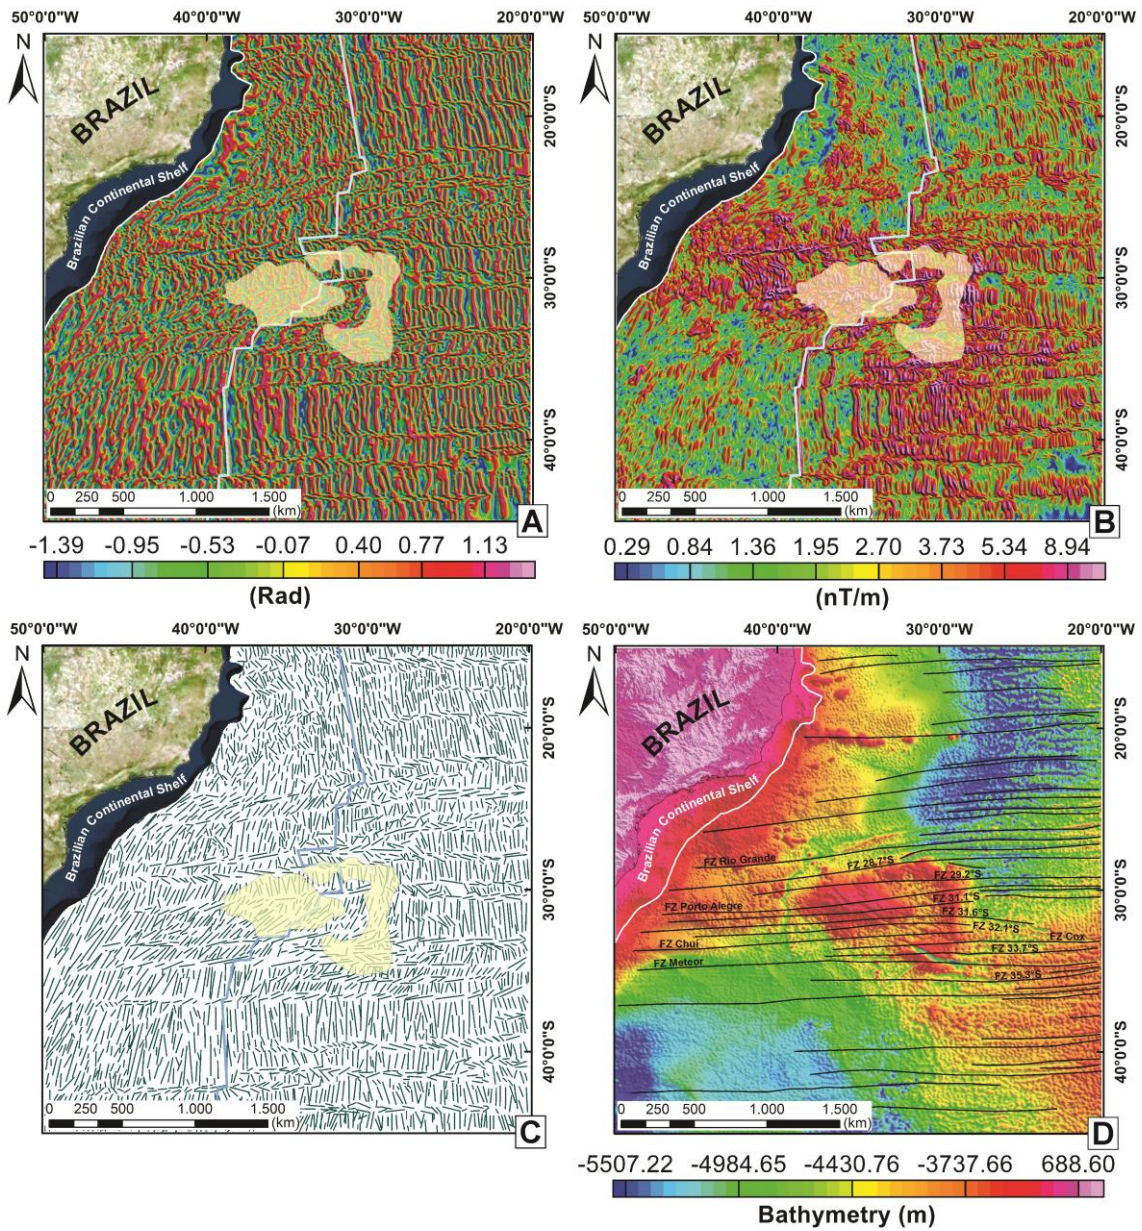 50°0'0"W 40°0'0"W 30°0'0"W 20°0'0"W
N
BRAZIL
Brazilian Continental Shelf
20°0'0"S
30°0'0"S
40°0'0"S
0 250 500 1.000 1.500
(km)
A
-1.39 -0.95 -0.53 -0.07 0.40 0.77 1.13
(Rad)
50°0'0"W 40°0'0"W 30°0'0"W 20°0'0"W
N
BRAZIL
Brazilian Continental Shelf
20°0'0"S
30°0'0"S
40°0'0"S
0 250 500 1.000 1.500
(km)
B
0.29 0.84 1.36 1.95 2.70 3.73 5.34 8.94
(nT/m)
50°0'0"W 40°0'0"W 30°0'0"W 20°0'0"W
N
BRAZIL
Brazilian Continental Shelf
20°0'0"S
30°0'0"S
40°0'0"S
0 250 500 1.000 1.500
(km)
C
50°0'0"W 40°0'0"W 30°0'0"W 20°0'0"W
N
BRAZIL
Brazilian Continental Shelf
20°0'0"S
FZ Rio Grande
FZ 28.7°S
FZ 29.2°S
30°0'0"S
FZ 31.1°S
FZ Porto Alegre
FZ 31.6°S
FZ 32.1°S
FZ Cox
FZ Chui
FZ 33.7°S
FZ Meteor
FZ 35.3°S
40°0'0"S
0 250 500 1.000 1.500
(km)
D
-5507.22 -4984.65 -4430.76 -3737.66 688.60
Bathymetry (m)